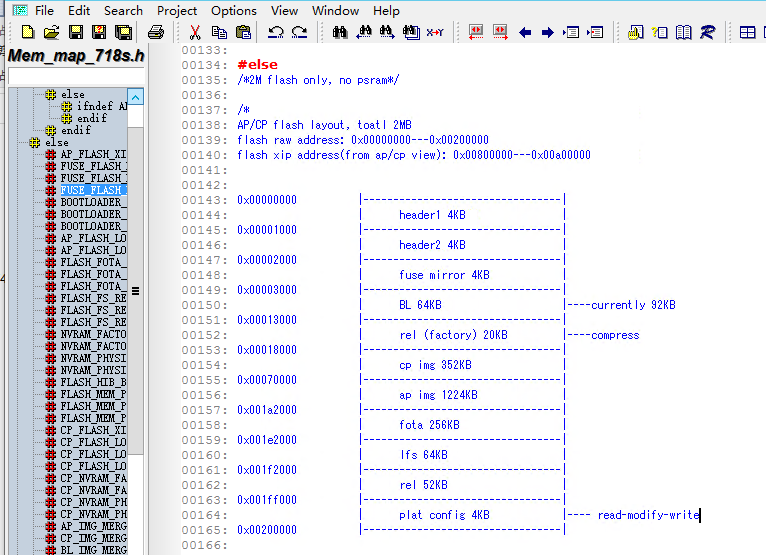 File Edit Search Project Options View Window Help
Mem_map_718s.h
else
ifndef AI
endif
endif
else
AP_FLASH_XI
FUSE_FLASH_
FUSE_FLASH_
FUSE_FLASH_
BOOTLOADER_
BOOTLOADER_
BOOTLOADER_
AP_FLASH_LO
AP_FLASH_LO
FLASH_FOTA_
FLASH_FOTA_
FLASH_FOTA_
FLASH_FS_RE
FLASH_FS_RE
FLASH_FS_RE
NVRAM_FACTO
NVRAM_FACTO
NVRAM_PHYSI
NVRAM_PHYSI
FLASH_HIB_B
FLASH_MEM_P
FLASH_MEM_P
FLASH_MEM_P
CP_FLASH_XI
CP_FLASH_LO
CP_FLASH_LO
CP_FLASH_LO
CP_NVRAM_FA
CP_NVRAM_FA
CP_NVRAM_PH
CP_NVRAM_PH
AP_IMG_MERG
CP_IMG_MERG
BL_IMG_MERG
00133:
00134: #else
00135: /*2M flash only, no psram*/
00136:
00137: /*
00138: AP/CP flash layout, toatl 2MB
00139: flash raw address: 0x00000000---0x00200000
00140: flash xip address(from ap/cp view): 0x00800000---0x00a00000
00141:
00142:
00143: 0x00000000 |-----------------------------|
00144: | header1 4KB |
00145: 0x00001000 |-----------------------------|
00146: | header2 4KB |
00147: 0x00002000 |-----------------------------|
00148: | fuse mirror 4KB |
00149: 0x00003000 |-----------------------------|
00150: | BL 64KB |----currently 92KB
00151: 0x00013000 |-----------------------------|
00152: | rel (factory) 20KB |----compress
00153: 0x00018000 |-----------------------------|
00154: | cp img 352KB |
00155: 0x00070000 |-----------------------------|
00156: | ap img 1224KB |
00157: 0x001a2000 |-----------------------------|
00158: | fota 256KB |
00159: 0x001e2000 |-----------------------------|
00160: | lfs 64KB |
00161: 0x001f2000 |-----------------------------|
00162: | rel 52KB |
00163: 0x001ff000 |-----------------------------|
00164: | plat config 4KB |---- read-modify-write
00165: 0x00200000 |-----------------------------|
00166: